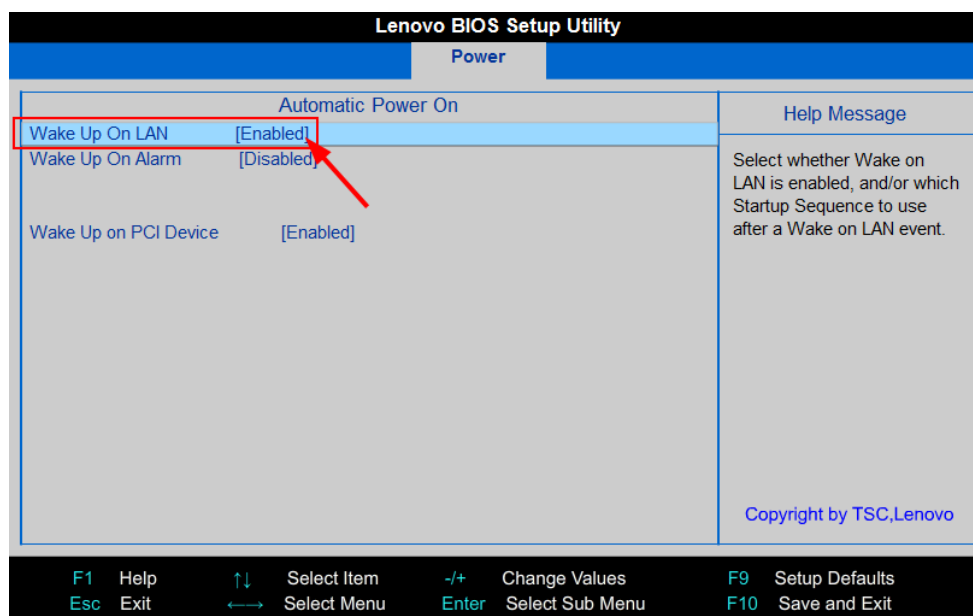 Lenovo BIOS Setup Utility
Power
Automatic Power On
Wake Up On LAN [Enabled]
Wake Up On Alarm [Disabled]
Wake Up on PCI Device [Enabled]
Help Message
Select whether Wake on
LAN is enabled, and/or which
Startup Sequence to use
after a Wake on LAN event.
Copyright by TSC,Lenovo
F1 Help ↑↓ Select Item -/+ Change Values F9 Setup Defaults
Esc Exit ←→ Select Menu Enter Select Sub Menu F10 Save and Exit